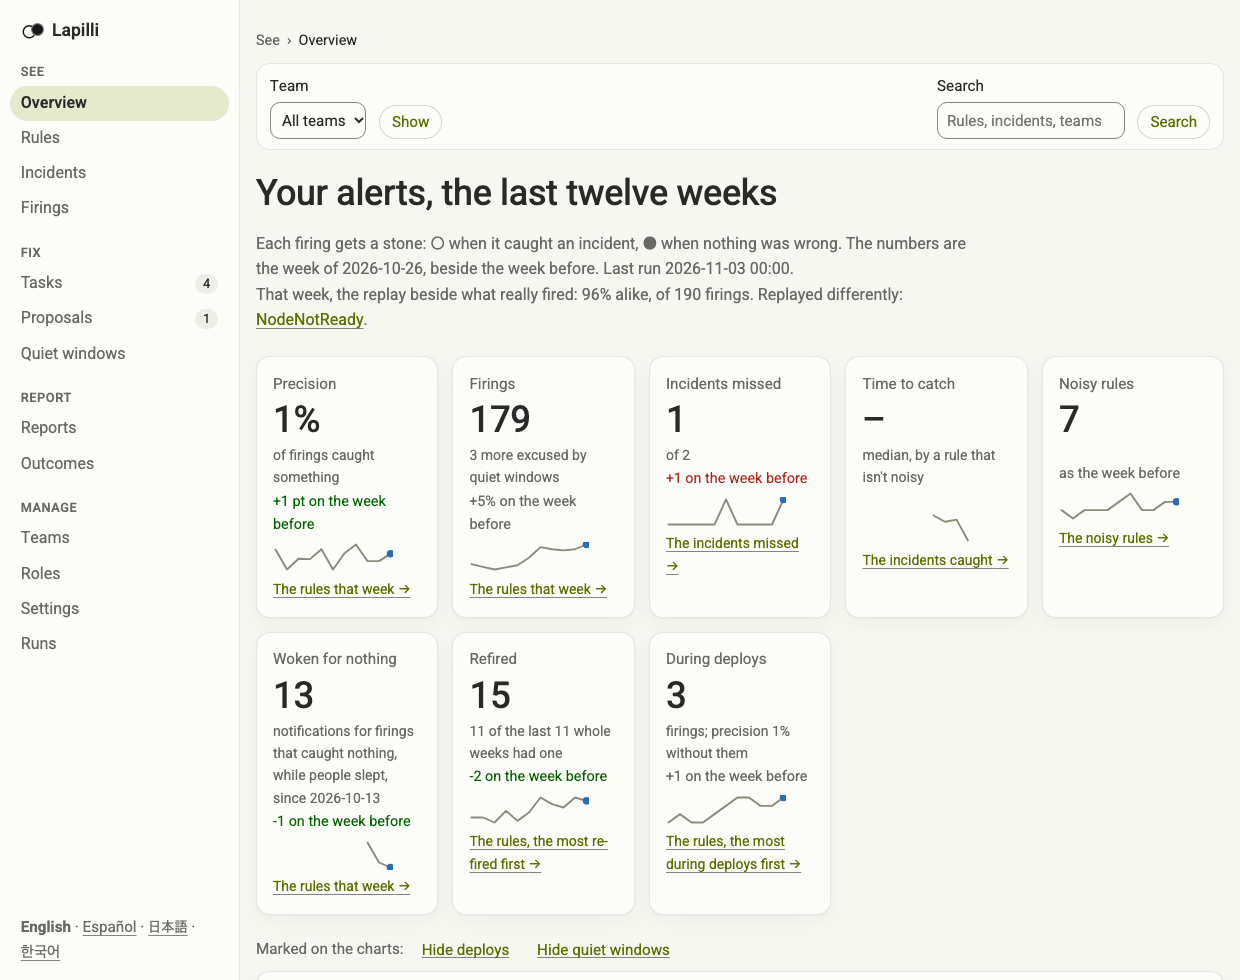 Lapilli
SEE
Overview
Rules
Incidents
Firings
FIX
Tasks 4
Proposals 1
Quiet windows
REPORT
Reports
Outcomes
MANAGE
Teams
Roles
Settings
Runs
English · Español · 日本語 ·
한국어
See › Overview
Team
All teams
Show
Search
Rules, incidents, teams
Search
Your alerts, the last twelve weeks
Each firing gets a stone: ○ when it caught an incident, ● when nothing was wrong. The numbers are
the week of 2026-10-26, beside the week before. Last run 2026-11-03 00:00.
That week, the replay beside what really fired: 96% alike, of 190 firings. Replayed differently:
NodeNotReady.
Precision
1%
of firings caught
something
+1 pt on the week
before
The rules that week →
Firings
179
3 more excused by
quiet windows
+5% on the week
before
The rules that week →
Incidents missed
1
of 2
+1 on the week before
The incidents missed
→
Time to catch
–
median, by a rule that
isn't noisy
The incidents caught →
Noisy rules
7
as the week before
The noisy rules →
Woken for nothing
13
notifications for firings
that caught nothing,
while people slept,
since 2026-10-13
-1 on the week before
The rules that week →
Refired
15
11 of the last 11 whole
weeks had one
-2 on the week before
The rules, the most re-
fired first →
During deploys
3
firings; precision 1%
without them
+1 on the week before
The rules, the most
during deploys first →
Marked on the charts: Hide deploys Hide quiet windows